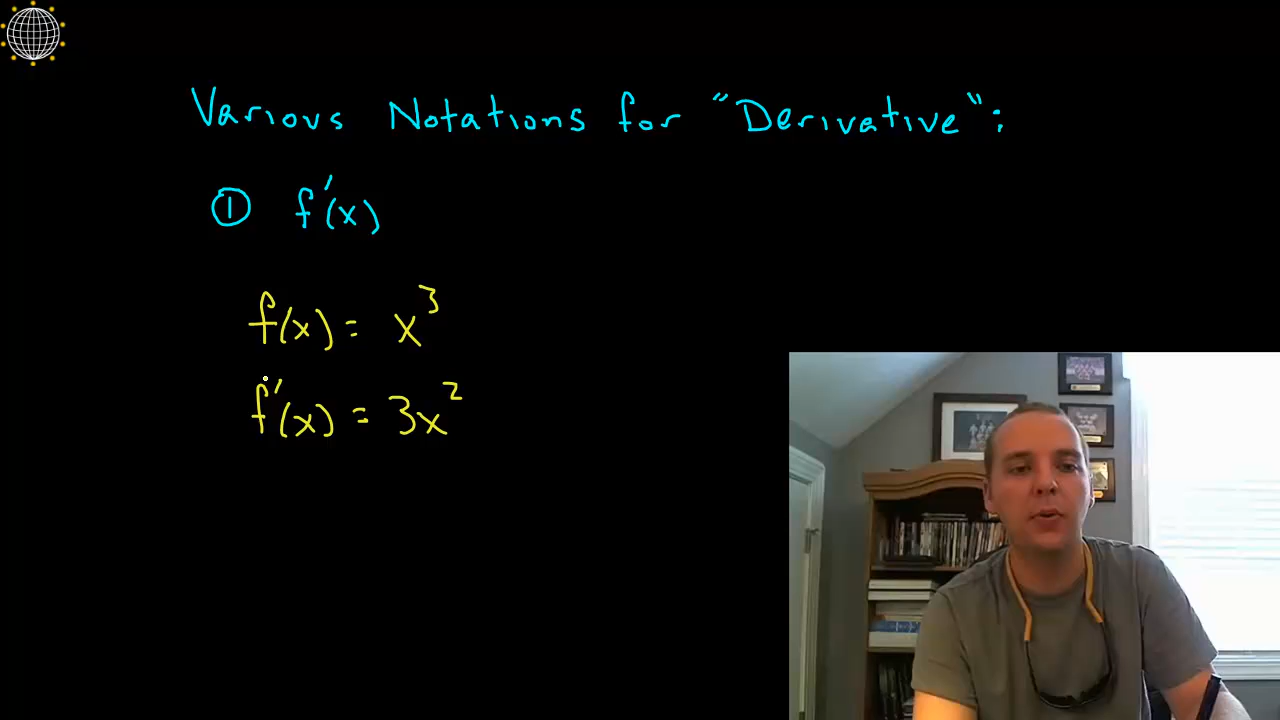 Various Notations for "Derivative":
① f'(x)
f(x) = x³
f'(x) = 3x²